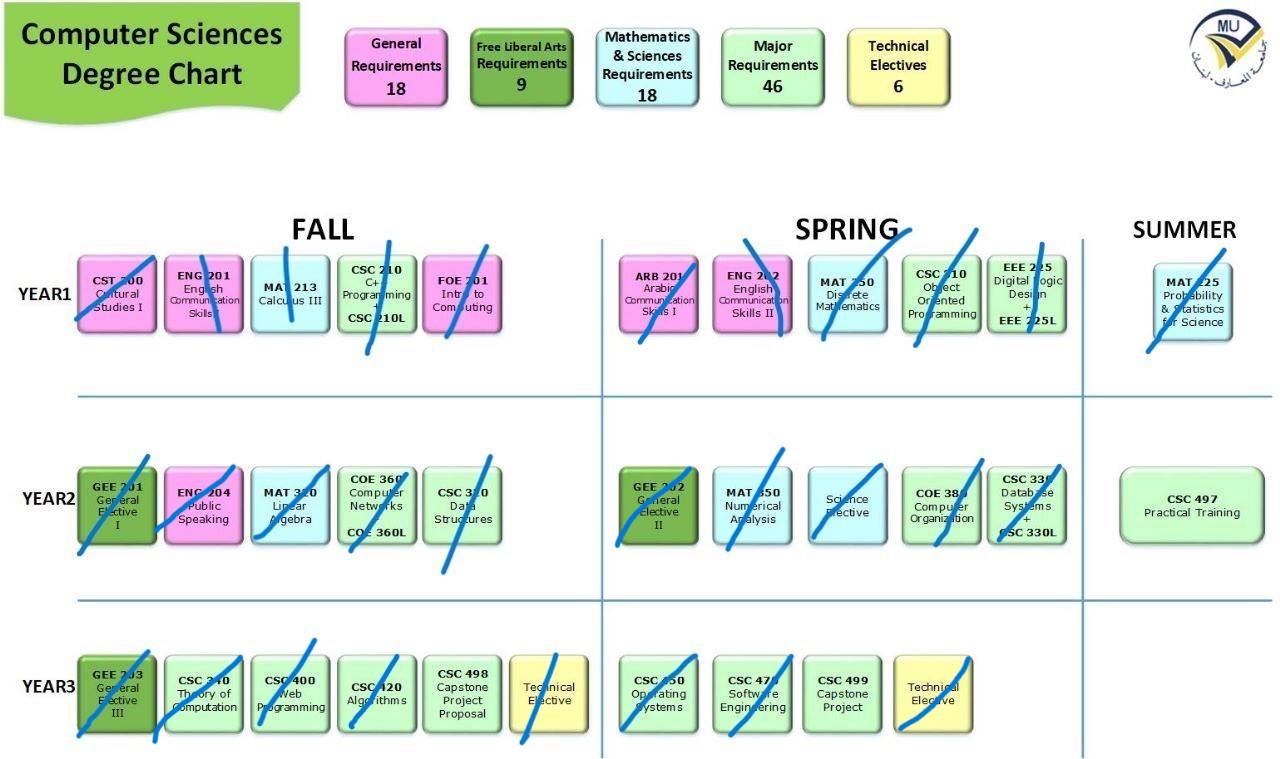 Computer Sciences
Degree Chart
General
Requirements
18
Free Liberal Arts
Requirements
9
Mathematics
& Sciences
Requirements
18
Major
Requirements
46
Technical
Electives
6
MU
جامعة المعارف لبنان
FALL
SPRING
SUMMER
YEAR1
CST 200
Cultural
Studies I
ENG 201
English
Communication
Skills I
MAT 213
Calculus III
CSC 210
C++
Programming
+
CSC 210L
FOE 201
Intro to
Computing
ARB 201
Arabic
Communication
Skills I
ENG 202
English
Communication
Skills II
MAT 350
Discrete
Mathematics
CSC 310
Object
Oriented
Programming
EEE 225
Digital Logic
Design
+
EEE 225L
MAT 225
Probability
& Statistics
for Science
YEAR2
GEE 201
General
Elective
I
ENG 204
Public
Speaking
MAT 320
Linear
Algebra
COE 360
Computer
Networks
+
COE 360L
CSC 320
Data
Structures
GEE 202
General
Elective
II
MAT 350
Numerical
Analysis
Science
Elective
COE 380
Computer
Organization
CSC 330
Database
Systems
+
CSC 330L
CSC 497
Practical Training
YEAR3
GEE 203
General
Elective
III
CSC 340
Theory of
Computation
CSC 400
Web
Programming
CSC 420
Algorithms
CSC 498
Capstone
Project
Proposal
Technical
Elective
CSC 450
Operating
Systems
CSC 470
Software
Engineering
CSC 499
Capstone
Project
Technical
Elective